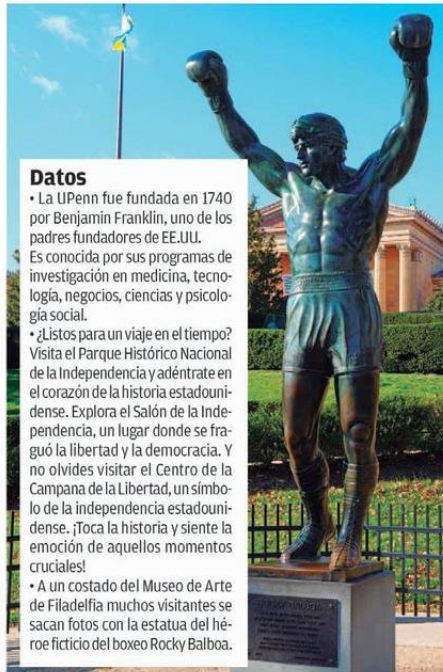 Datos
• La UPenn fue fundada en 1740
por Benjamin Franklin, uno de los
padres fundadores de EE.UU.
Es conocida por sus programas de
investigación en medicina, tecno-
logía, negocios, ciencias y psicolo-
gía social.
• ¿Listos para un viaje en el tiempo?
Visita el Parque Histórico Nacional
de la Independencia y adéntrate en
el corazón de la historia estadouni-
dense. Explora el Salón de la Inde-
pendencia, un lugar donde se fra-
guó la libertad y la democracia. Y
no olvides visitar el Centro de la
Campana de la Libertad, un símbo-
lo de la independencia estadouni-
dense. ¡Toca la historia y siente la
emoción de aquellos momentos
cruciales!
• A un costado del Museo de Arte
de Filadelfia muchos visitantes se
sacan fotos con la estatua del hé-
roe ficticio del boxeo Rocky Balboa.